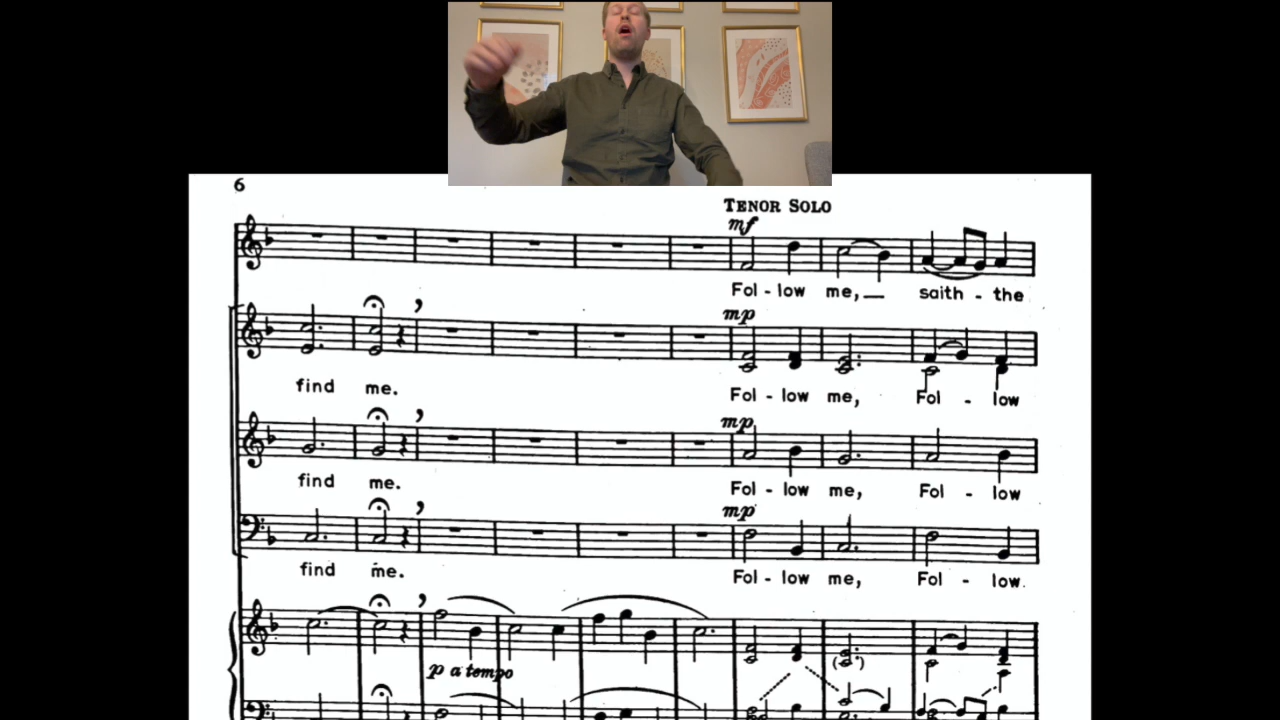 6
TENOR SOLO
mf
Fol - low me, saith - the
mp
find me. Fol - low me, Fol - low
mp
find me. Fol - low me, Fol - low
mp
find me. Fol - low me, Fol - low.
p a tempo